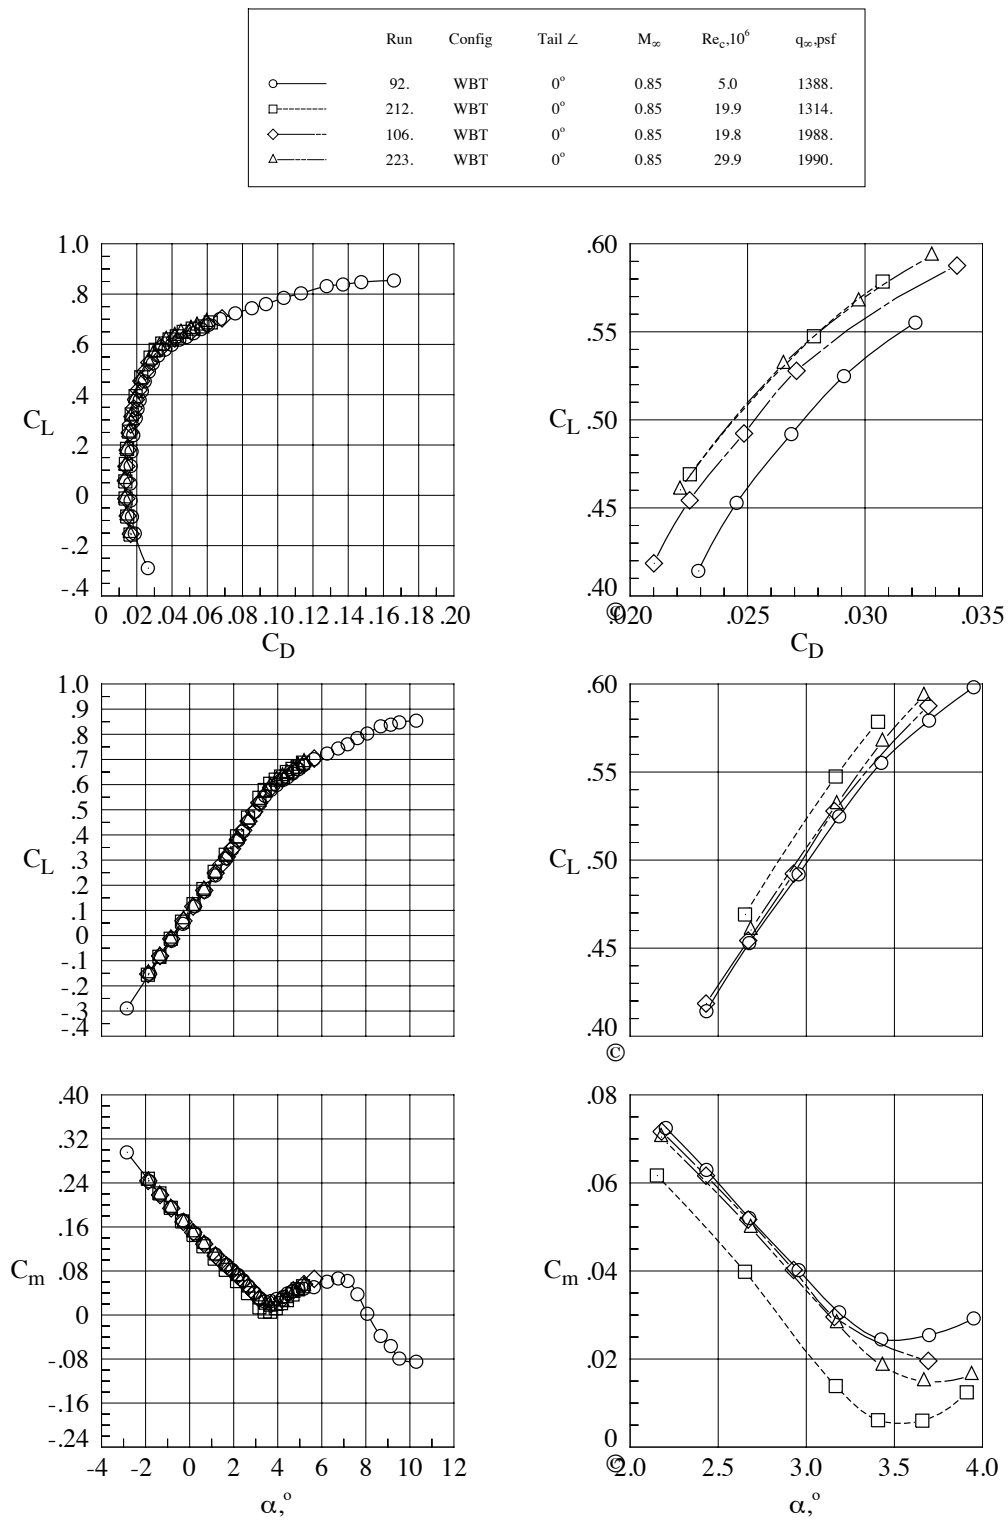 Run Config Tail ∠ M∞ Rec,10⁶ q∞,psf
92. WBT 0° 0.85 5.0 1388.
212. WBT 0° 0.85 19.9 1314.
106. WBT 0° 0.85 19.8 1988.
223. WBT 0° 0.85 29.9 1990.
1.0
.8
.6
.4
.2
0
-.2
-.4
CL
0 .02 .04 .06 .08 .10 .12 .14 .16 .18 .20
CD
.60
.55
.50
.45
.40
CL
©
.020 .025 .030 .035
CD
1.0
.9
.8
.7
.6
.5
.4
.3
.2
.1
0
-.1
-.2
-.3
-.4
CL
.60
.55
.50
.45
.40
CL
©
.40
.32
.24
.16
.08
0
-.08
-.16
-.24
Cm
-4 -2 0 2 4 6 8 10 12
α,°
.08
.06
.04
.02
0
Cm
©
2.0 2.5 3.0 3.5 4.0
α,°